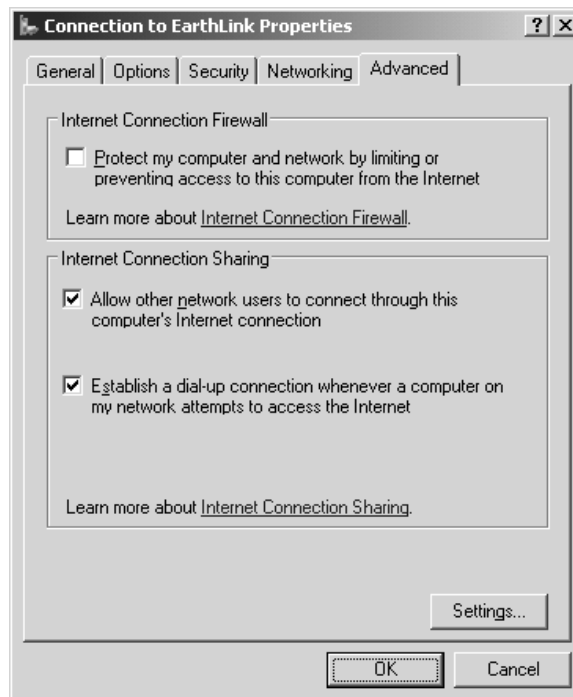 Connection to EarthLink Properties
General Options Security Networking Advanced
Internet Connection Firewall
Protect my computer and network by limiting or
preventing access to this computer from the Internet
Learn more about Internet Connection Firewall.
Internet Connection Sharing
Allow other network users to connect through this
computer's Internet connection
Establish a dial-up connection whenever a computer on
my network attempts to access the Internet
Learn more about Internet Connection Sharing.
Settings...
OK Cancel